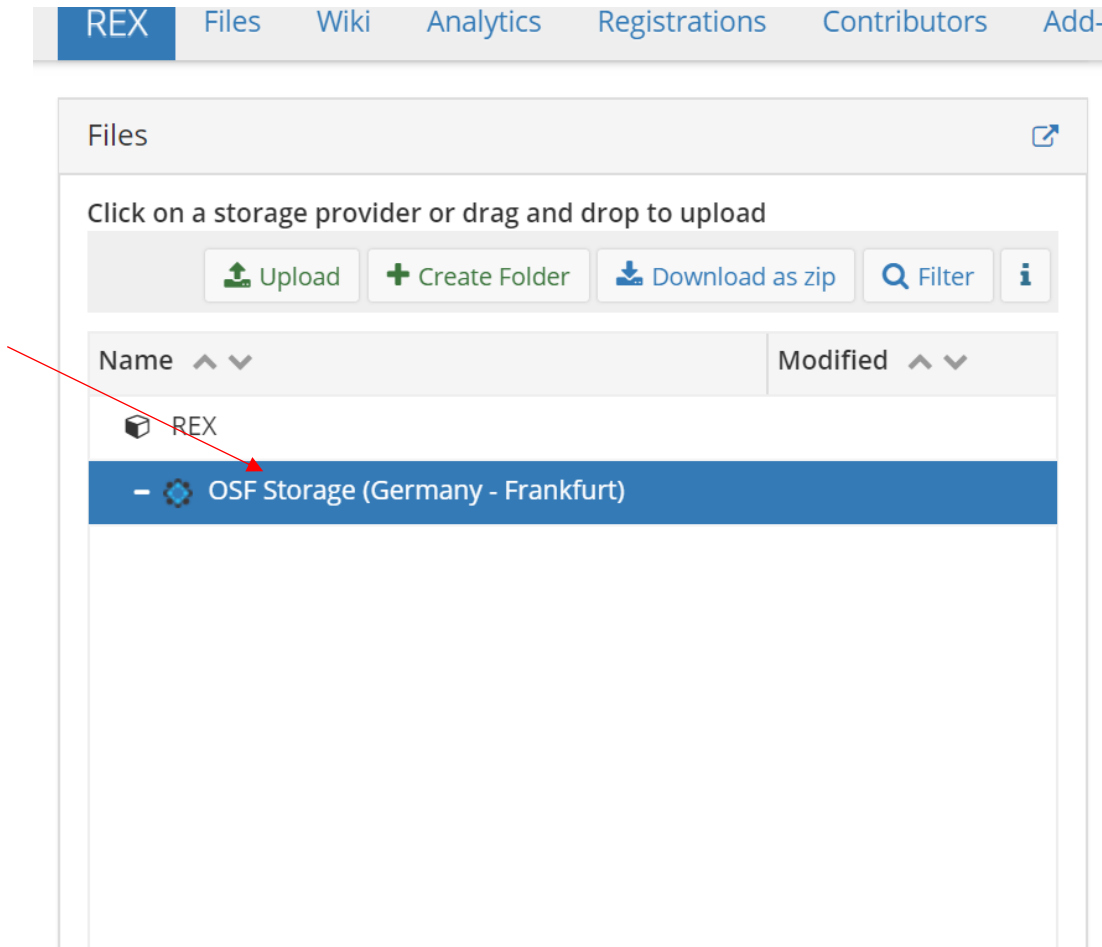 REX Files Wiki Analytics Registrations Contributors Add-
Files
Click on a storage provider or drag and drop to upload
Upload Create Folder Download as zip Filter i
Name Modified
REX
OSF Storage (Germany - Frankfurt)